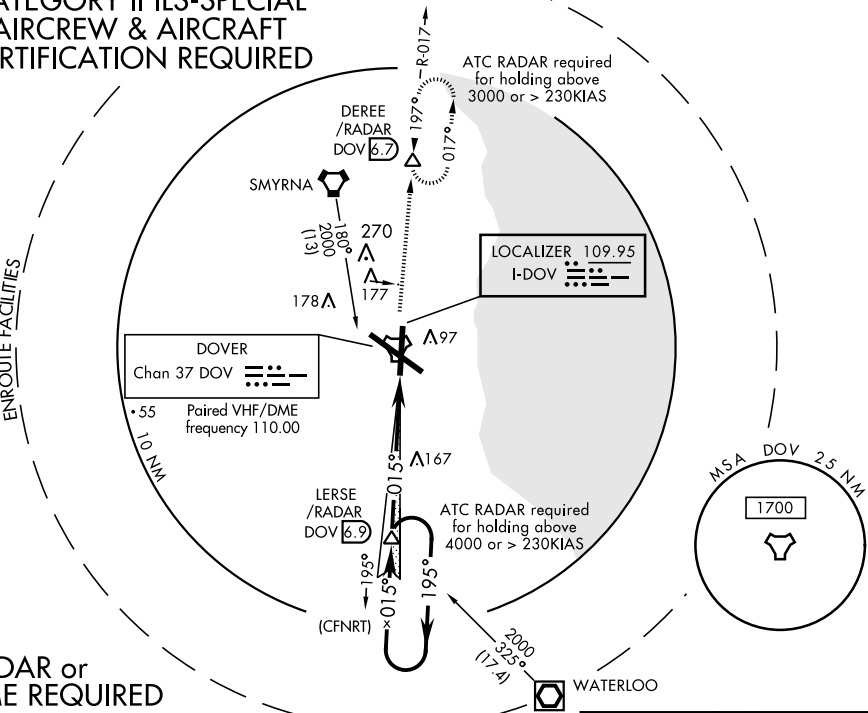 ATEGORY II ILS-SPECIAL
AIRCREW & AIRCRAFT
RTIFICATION REQUIRED
R-017
ATC RADAR required
for holding above
3000 or > 230KIAS
DEREE
/RADAR
DOV 6.7
197°
017°
SMYRNA
180°
2000
(13)
270
177
178
LOCALIZER 109.95
I-DOV
97
ENROUTE FACILITIES
DOVER
Chan 37 DOV
Paired VHF/DME
frequency 110.00
55
10 NM
015°
167
LERSE
/RADAR
DOV 6.9
ATC RADAR required
for holding above
4000 or > 230KIAS
195°
015°
195°
(CFNRT)
MSA DOV 25 NM
1700
2000
325°
(17.4)
WATERLOO
DAR or
ME REQUIRED